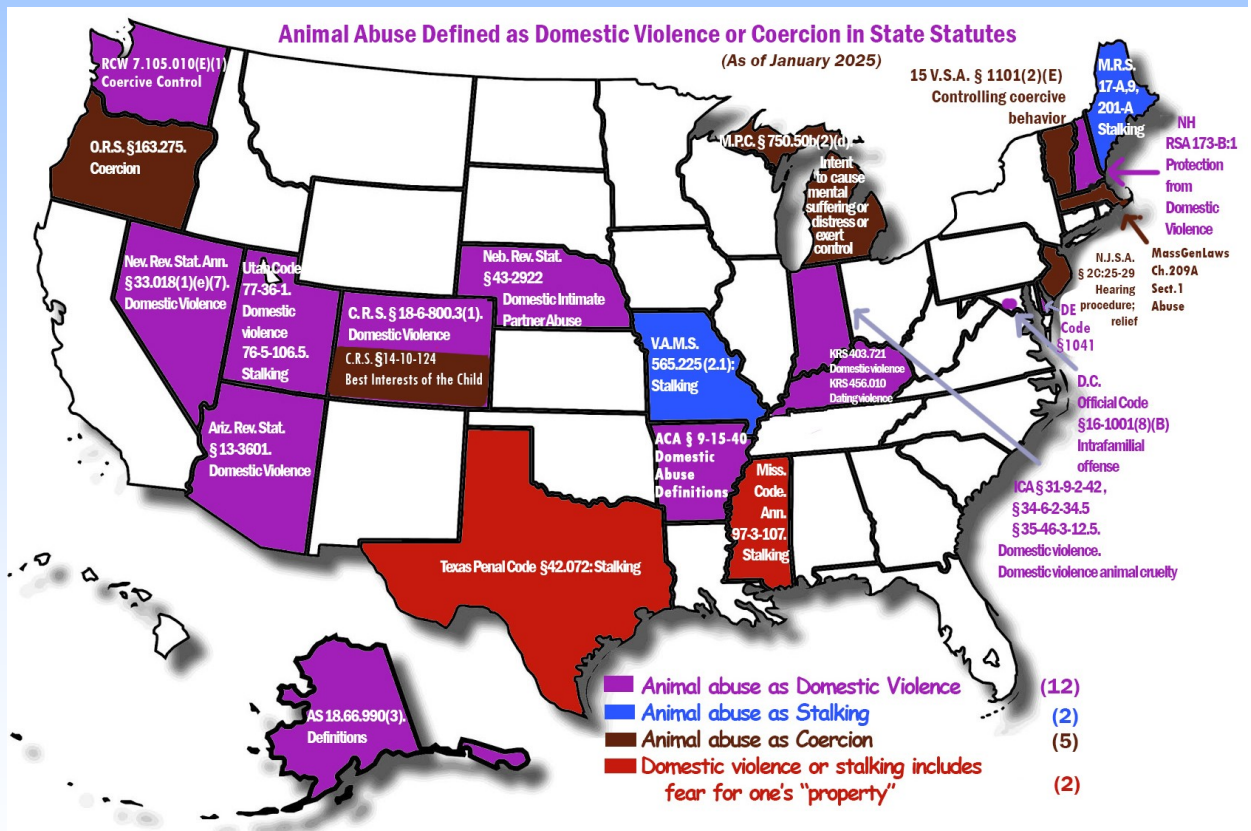 Animal Abuse Defined as Domestic Violence or Coercion in State Statutes
(As of January 2025)
RCW 7.105.010(E)(1)
Coercive Control
O.R.S. §163.275.
Coercion
Nev. Rev. Stat. Ann.
§ 33.018(1)(e)(7).
Domestic Violence
Utah Code
77-36-1.
Domestic
violence
76-5-106.5.
Stalking
Ariz. Rev. Stat.
§ 13-3601.
Domestic Violence
C.R.S. § 18-6-800.3(1).
Domestic Violence
C.R.S. §14-10-124
Best Interests of the Child
Neb. Rev. Stat.
§ 43-2922
Domestic Intimate
Partner Abuse
V.A.M.S.
565.225 (2.1):
Stalking
ACA § 9-15-40
Domestic
Abuse
Definitions
Miss.
Code.
Ann.
97-3-107.
Stalking
Texas Penal Code §42.072: Stalking
AS 18.66.990(3).
Definitions
M.P.C. § 750.50b(2)(d).
Intent
to cause
mental
suffering or
distress or
exert
control
KRS 403.721
Domestic violence
KRS 456.010
Dating violence
15 V.S.A. § 1101(2)(E)
Controlling coercive
behavior
M.R.S.
17-A,9,
201-A
Stalking
NH
RSA 173-B:1
Protection
from
Domestic
Violence
MassGenLaws
Ch.209A
Sect.1
Abuse
N.J.S.A.
§ 2C:25-29
Hearing
procedure;
relief
DE
Code
§1041
D.C.
Official Code
§16-1001(8)(B)
Intrafamilial
offense
ICA § 31-9-2-42 ,
§ 34-6-2-34.5
§ 35-46-3-12.5.
Domestic violence.
Domestic violence animal cruelty
Animal abuse as Domestic Violence (12)
Animal abuse as Stalking (2)
Animal abuse as Coercion (5)
Domestic violence or stalking includes
fear for one's "property" (2)